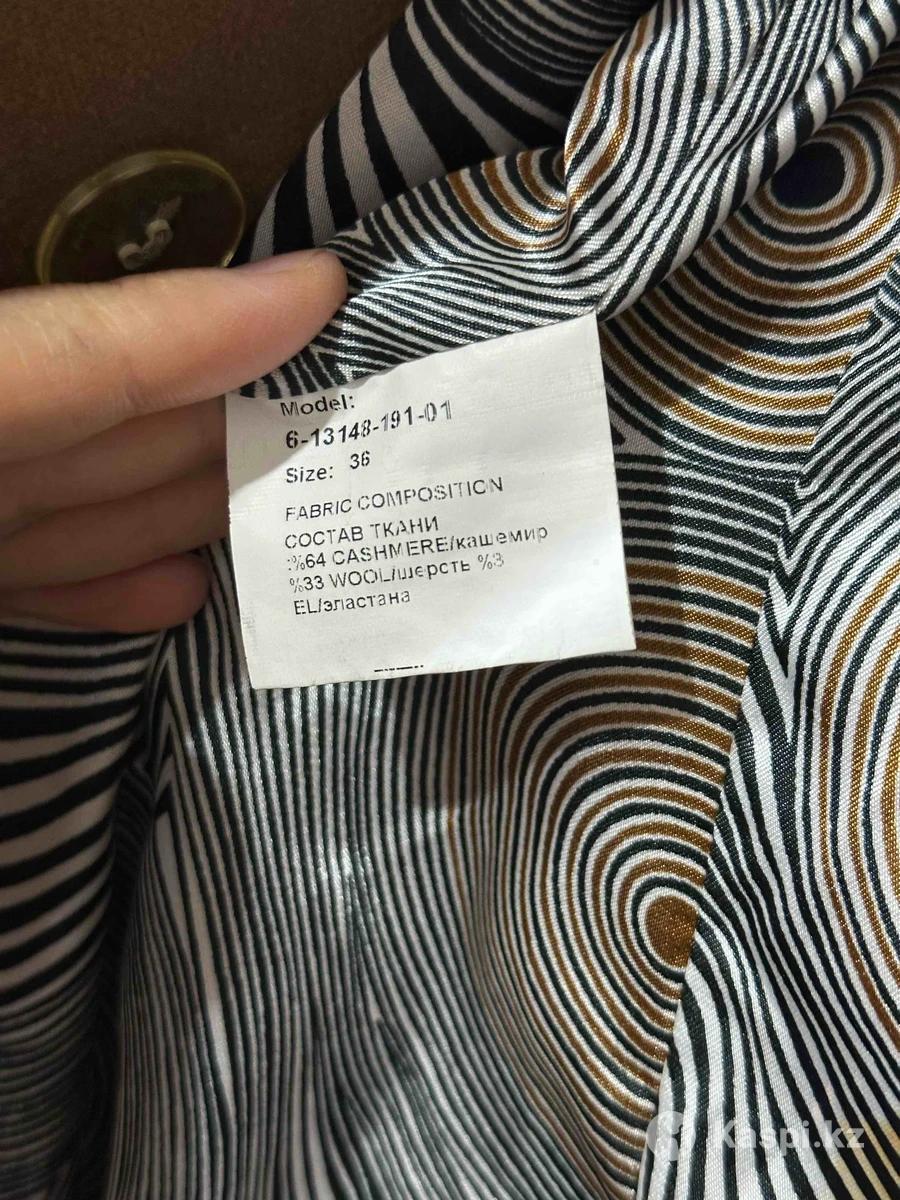 Model:
6-13148-191-01
Size: 36
FABRIC COMPOSITION
СОСТАВ ТКАНИ
:%64 CASHMERE/кашемир
%33 WOOL/шерсть %3
EL/эластана
Kaspi.kz